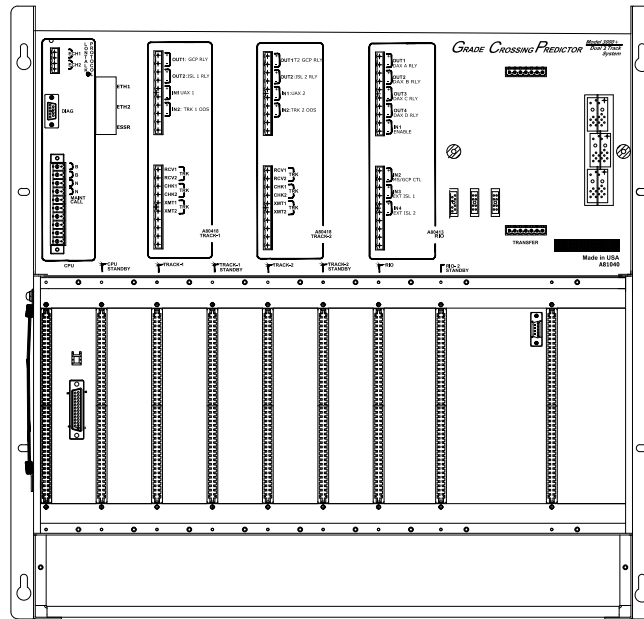 GRADE CROSSING PREDICTOR
Model 3000+
Dual 2 Track
System
CH1
CH2
LONTALK
PROTOCOL
ETH1
ETH2
ESSR
DIAG
B
B
N
N
MAINT
CALL
CPU
OUT1: GCP RLY
OUT2: ISL 1 RLY
IN1: UAX 1
IN2: TRK 1 OOS
RCV1
RCV2
TRK
CHK1
CHK2
TRK
XMT1
XMT2
A80418
TRACK-1
OUT1 T2 GCP RLY
OUT2: ISL 2 RLY
IN1: UAX 2
IN2: TRK 2 OOS
RCV1
RCV2
TRK
CHK1
CHK2
TRK
XMT1
XMT2
A80418
TRACK-2
OUT1
DAX A RLY
OUT2
DAX B RLY
OUT3
DAX C RLY
OUT4
DAX D RLY
IN1
ENABLE
IN2
MS/GCP CTL
IN3
EXT ISL 1
IN4
EXT ISL 2
A80413
RIO
TRANSFER
Made in USA
A81040
CPU
STANDBY
TRACK-1
TRACK-1
STANDBY
TRACK-2
TRACK-2
STANDBY
RIO
RIO-2
STANDBY